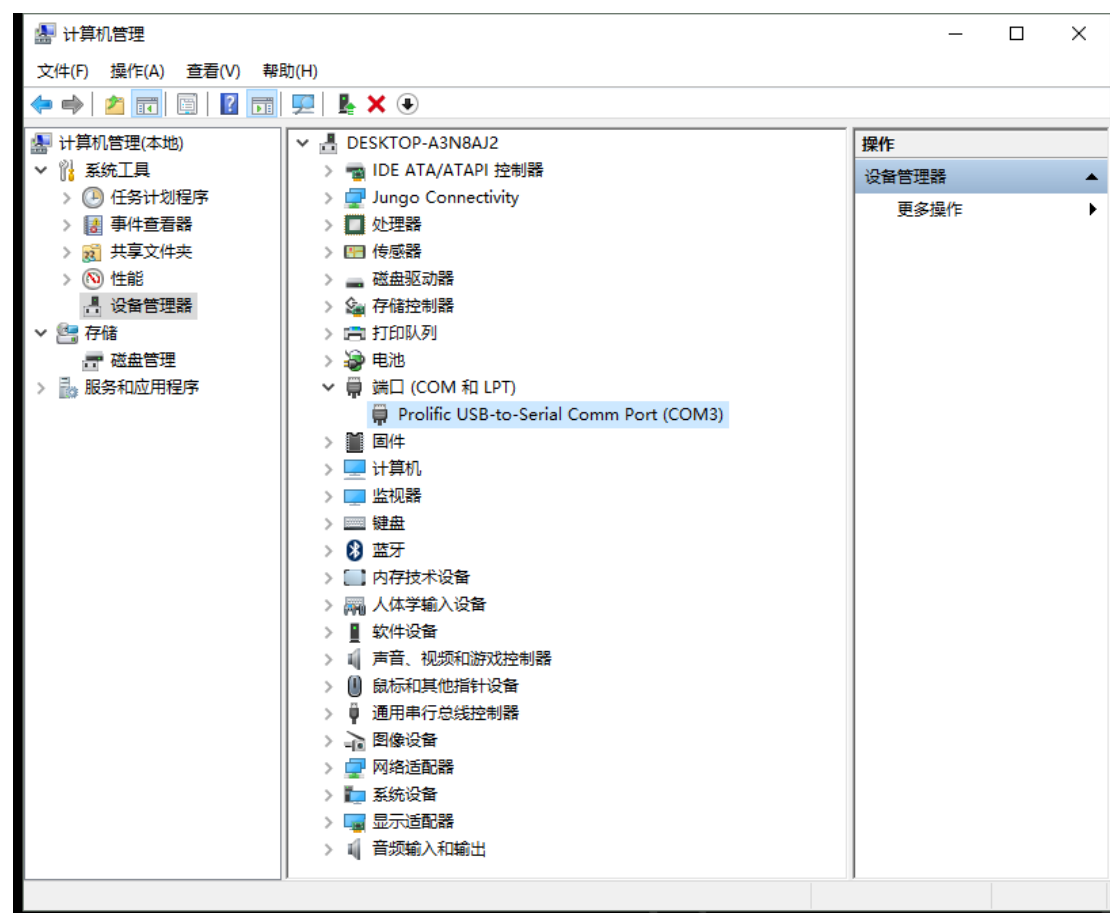 计算机管理
文件(F) 操作(A) 查看(V) 帮助(H)
计算机管理(本地)
系统工具
任务计划程序
事件查看器
共享文件夹
性能
设备管理器
存储
磁盘管理
服务和应用程序
DESKTOP-A3N8AJ2
IDE ATA/ATAPI 控制器
Jungo Connectivity
处理器
传感器
磁盘驱动器
存储控制器
打印队列
电池
端口 (COM 和 LPT)
Prolific USB-to-Serial Comm Port (COM3)
固件
计算机
监视器
键盘
蓝牙
内存技术设备
人体学输入设备
软件设备
声音、视频和游戏控制器
鼠标和其他指针设备
通用串行总线控制器
图像设备
网络适配器
系统设备
显示适配器
音频输入和输出
操作
设备管理器
更多操作